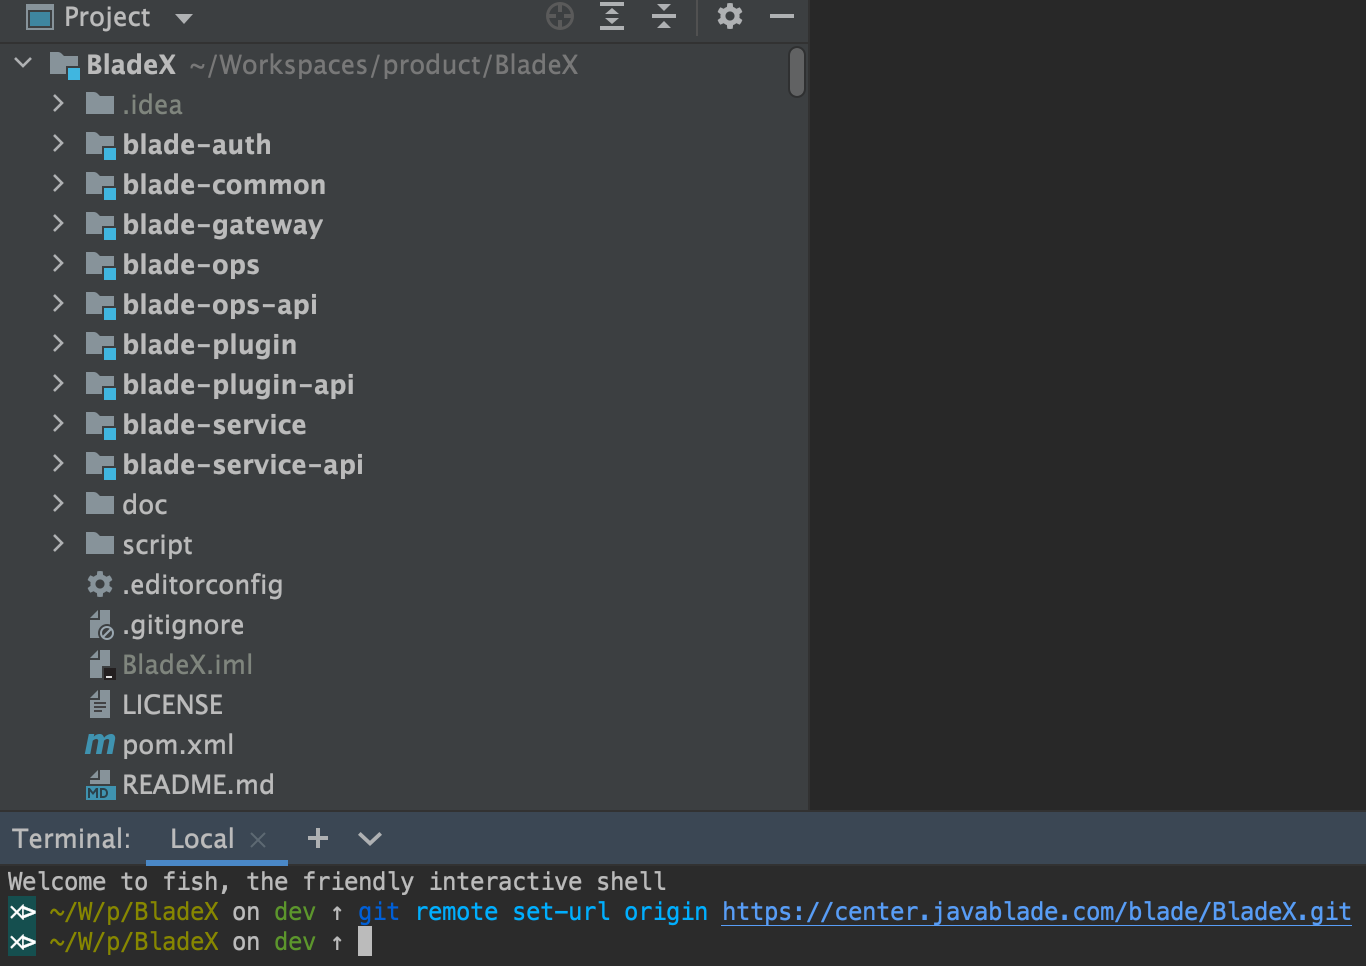 Project
BladeX ~/Workspaces/product/BladeX
.idea
blade-auth
blade-common
blade-gateway
blade-ops
blade-ops-api
blade-plugin
blade-plugin-api
blade-service
blade-service-api
doc
script
.editorconfig
.gitignore
BladeX.iml
LICENSE
m pom.xml
MD README.md
Terminal: Local × + 
Welcome to fish, the friendly interactive shell
⋊> ~/W/p/BladeX on dev ↑ git remote set-url origin https://center.javablade.com/blade/BladeX.git
⋊> ~/W/p/BladeX on dev ↑